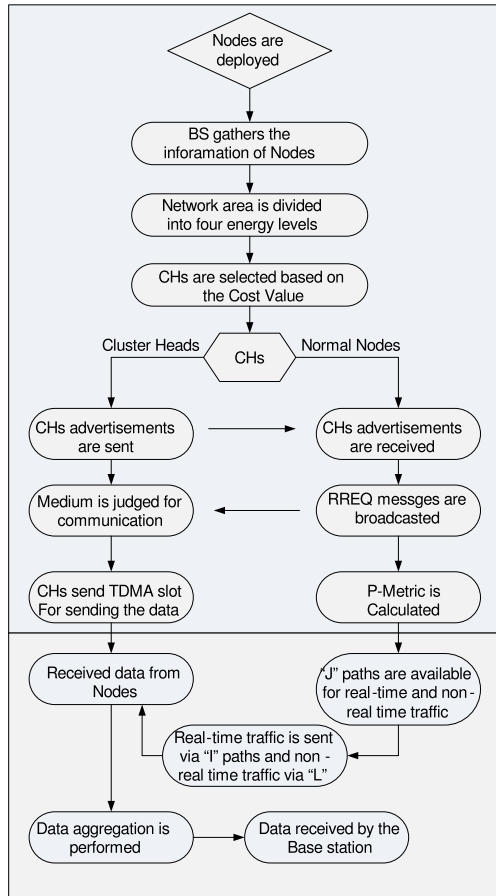 Nodes are
deployed
BS gathers the
inforamation of Nodes
Network area is divided
into four energy levels
CHs are selected based on
the Cost Value
Cluster Heads
CHs
Normal Nodes
CHs advertisements
are sent
CHs advertisements
are received
Medium is judged for
communication
RREQ messges are
broadcasted
CHs send TDMA slot
For sending the data
P-Metric is
Calculated
Received data from
Nodes
“J” paths are available
for real-time and non -
real time traffic
Real-time traffic is sent
via “I” paths and non -
real time traffic via “L”
Data aggregation is
performed
Data received by the
Base station